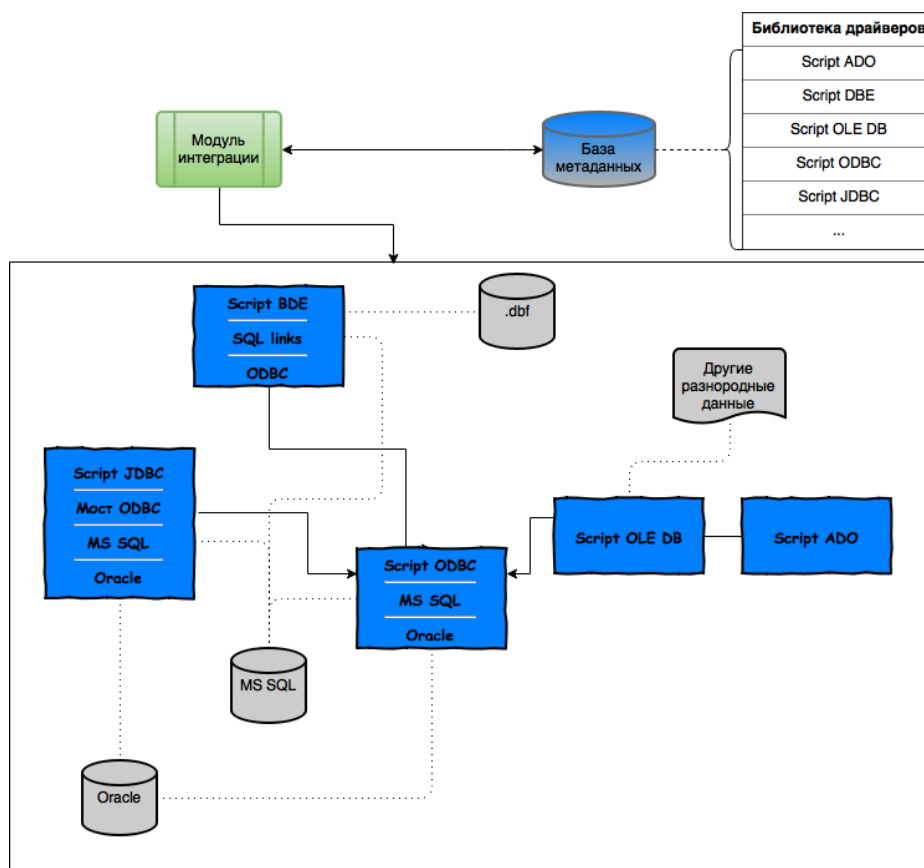 Библиотека драйверов
Script ADO
Script DBE
Script OLE DB
Script ODBC
Script JDBC
...
Модуль
интеграции
База
метаданных
Script BDE
SQL links
ODBC
.dbf
Другие
разнородные
данные
Script JDBC
Мост ODBC
MS SQL
Oracle
Script OLE DB
Script ADO
Script ODBC
MS SQL
Oracle
MS SQL
Oracle